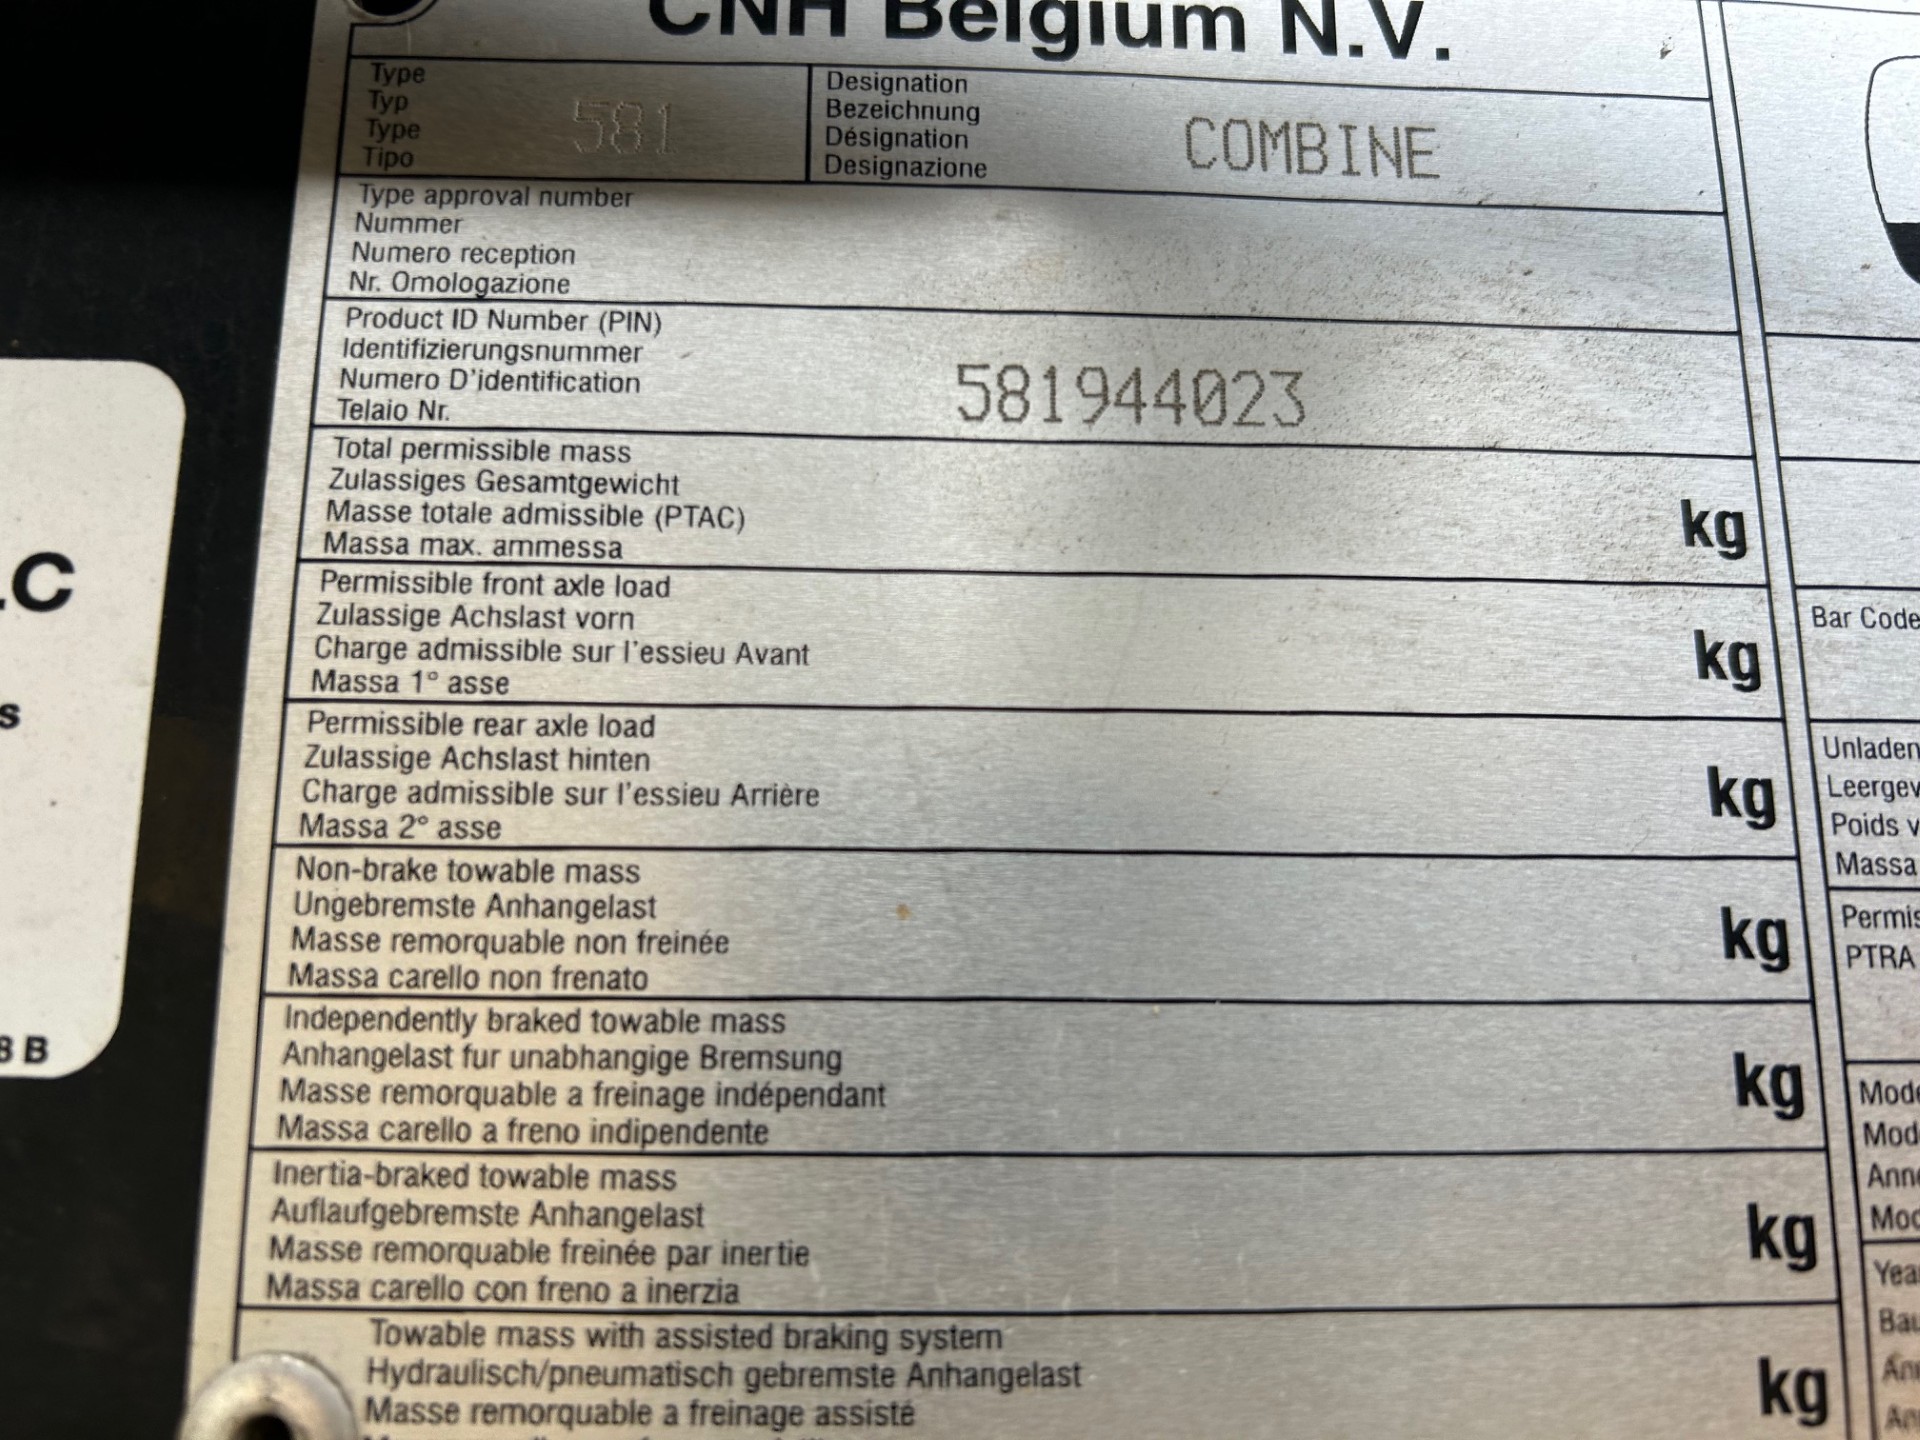 CNH Belgium N.V.
Type
Typ
Type
Tipo
581
Designation
Bezeichnung
Désignation
Designazione
COMBINE
Type approval number
Nummer
Numero reception
Nr. Omologazione
Product ID Number (PIN)
Identifizierungsnummer
Numero D'identification
Telaio Nr.
581944023
Total permissible mass
Zulassiges Gesamtgewicht
Masse totale admissible (PTAC)
Massa max. ammessa
kg
Permissible front axle load
Zulassige Achslast vorn
Charge admissible sur l'essieu Avant
Massa 1° asse
kg
Permissible rear axle load
Zulassige Achslast hinten
Charge admissible sur l'essieu Arrière
Massa 2° asse
kg
Non-brake towable mass
Ungebremste Anhangelast
Masse remorquable non freinée
Massa carello non frenato
kg
Independently braked towable mass
Anhangelast fur unabhangige Bremsung
Masse remorquable a freinage indépendant
Massa carello a freno indipendente
kg
Inertia-braked towable mass
Auflaufgebremste Anhangelast
Masse remorquable freinée par inertie
Massa carello con freno a inerzia
kg
Towable mass with assisted braking system
Hydraulisch/pneumatisch gebremste Anhangelast
Masse remorquable a freinage assisté
kg
Bar Code
Unladen
Poids
Massa
PTRA
8 B